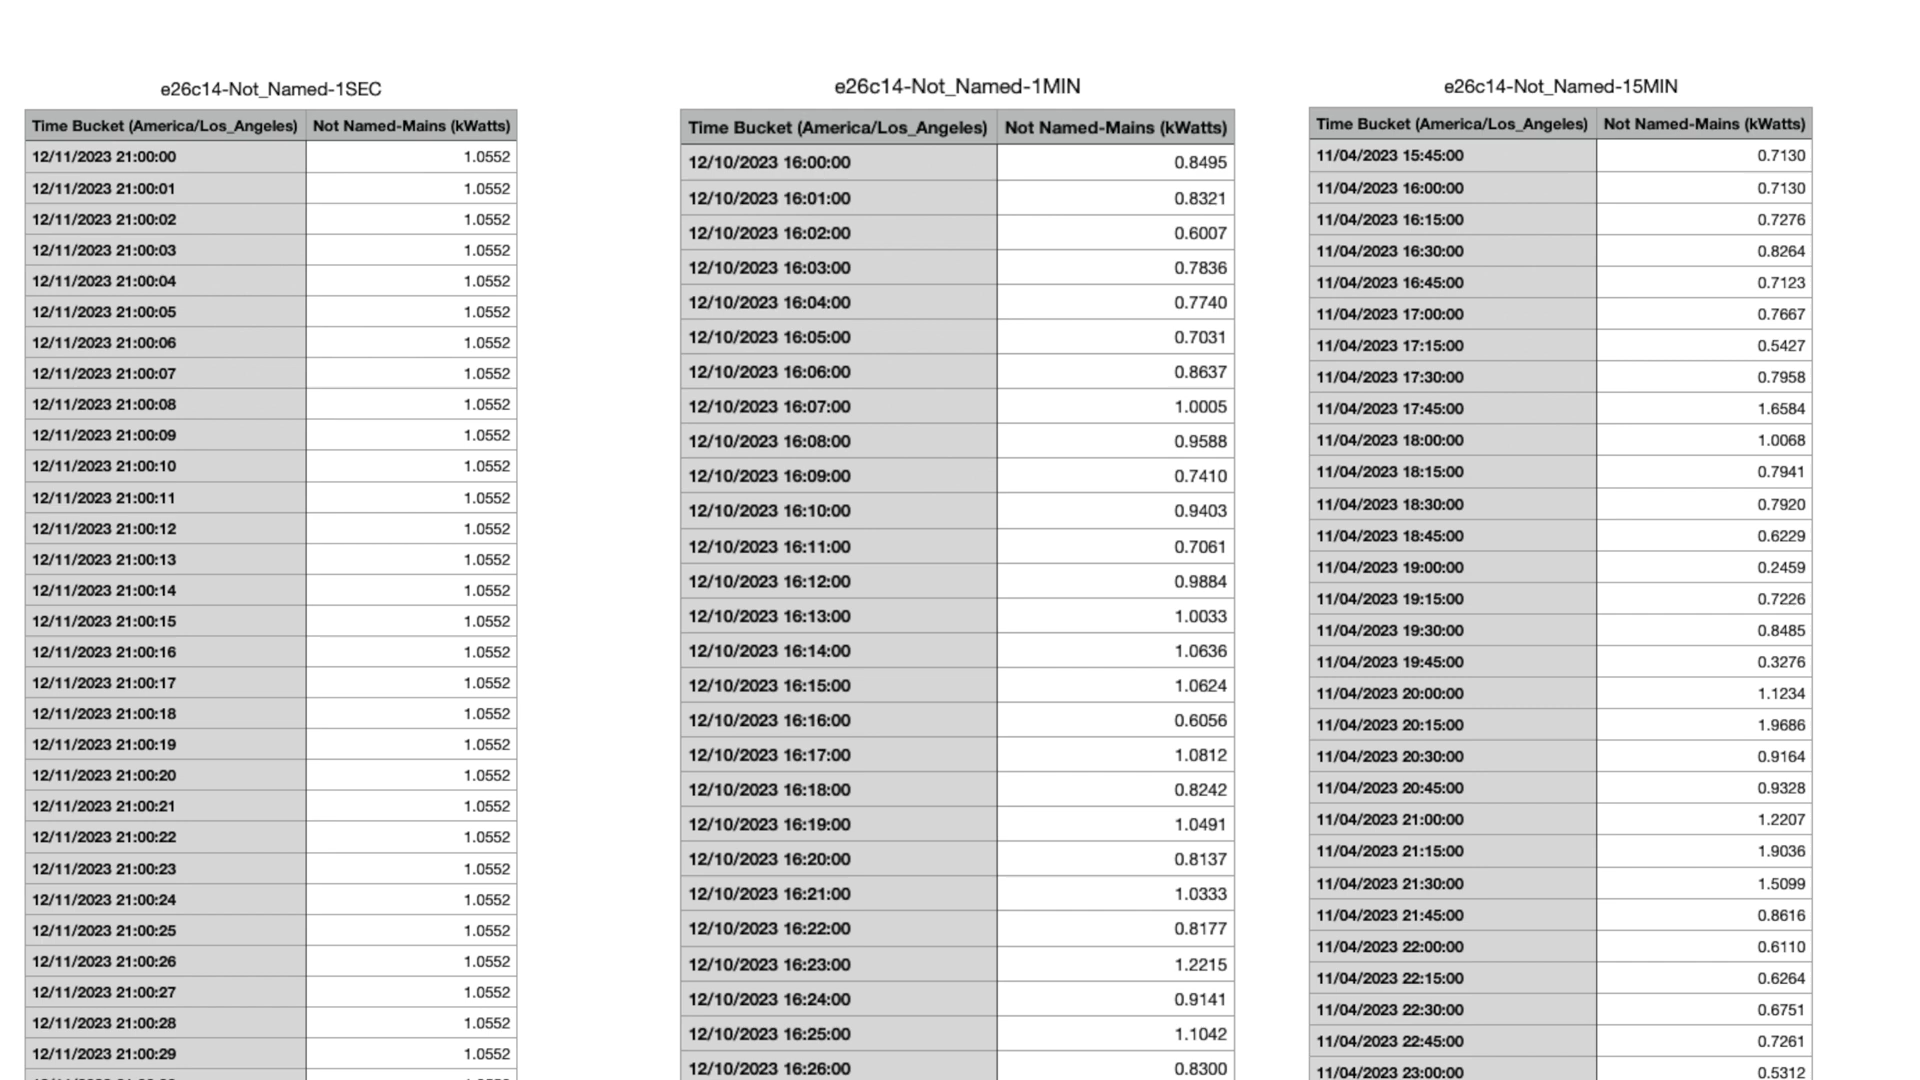 e26c14-Not_Named-1SEC
Time Bucket (America/Los_Angeles) Not Named-Mains (kWatts)
12/11/2023 21:00:00 1.0552
12/11/2023 21:00:01 1.0552
12/11/2023 21:00:02 1.0552
12/11/2023 21:00:03 1.0552
12/11/2023 21:00:04 1.0552
12/11/2023 21:00:05 1.0552
12/11/2023 21:00:06 1.0552
12/11/2023 21:00:07 1.0552
12/11/2023 21:00:08 1.0552
12/11/2023 21:00:09 1.0552
12/11/2023 21:00:10 1.0552
12/11/2023 21:00:11 1.0552
12/11/2023 21:00:12 1.0552
12/11/2023 21:00:13 1.0552
12/11/2023 21:00:14 1.0552
12/11/2023 21:00:15 1.0552
12/11/2023 21:00:16 1.0552
12/11/2023 21:00:17 1.0552
12/11/2023 21:00:18 1.0552
12/11/2023 21:00:19 1.0552
12/11/2023 21:00:20 1.0552
12/11/2023 21:00:21 1.0552
12/11/2023 21:00:22 1.0552
12/11/2023 21:00:23 1.0552
12/11/2023 21:00:24 1.0552
12/11/2023 21:00:25 1.0552
12/11/2023 21:00:26 1.0552
12/11/2023 21:00:27 1.0552
12/11/2023 21:00:28 1.0552
12/11/2023 21:00:29 1.0552
e26c14-Not_Named-1MIN
Time Bucket (America/Los_Angeles) Not Named-Mains (kWatts)
12/10/2023 16:00:00 0.8495
12/10/2023 16:01:00 0.8321
12/10/2023 16:02:00 0.6007
12/10/2023 16:03:00 0.7836
12/10/2023 16:04:00 0.7740
12/10/2023 16:05:00 0.7031
12/10/2023 16:06:00 0.8637
12/10/2023 16:07:00 1.0005
12/10/2023 16:08:00 0.9588
12/10/2023 16:09:00 0.7410
12/10/2023 16:10:00 0.9403
12/10/2023 16:11:00 0.7061
12/10/2023 16:12:00 0.9884
12/10/2023 16:13:00 1.0033
12/10/2023 16:14:00 1.0636
12/10/2023 16:15:00 1.0624
12/10/2023 16:16:00 0.6056
12/10/2023 16:17:00 1.0812
12/10/2023 16:18:00 0.8242
12/10/2023 16:19:00 1.0491
12/10/2023 16:20:00 0.8137
12/10/2023 16:21:00 1.0333
12/10/2023 16:22:00 0.8177
12/10/2023 16:23:00 1.2215
12/10/2023 16:24:00 0.9141
12/10/2023 16:25:00 1.1042
12/10/2023 16:26:00 0.8300
e26c14-Not_Named-15MIN
Time Bucket (America/Los_Angeles) Not Named-Mains (kWatts)
11/04/2023 15:45:00 0.7130
11/04/2023 16:00:00 0.7130
11/04/2023 16:15:00 0.7276
11/04/2023 16:30:00 0.8264
11/04/2023 16:45:00 0.7123
11/04/2023 17:00:00 0.7667
11/04/2023 17:15:00 0.5427
11/04/2023 17:30:00 0.7958
11/04/2023 17:45:00 1.6584
11/04/2023 18:00:00 1.0068
11/04/2023 18:15:00 0.7941
11/04/2023 18:30:00 0.7920
11/04/2023 18:45:00 0.6229
11/04/2023 19:00:00 0.2459
11/04/2023 19:15:00 0.7226
11/04/2023 19:30:00 0.8485
11/04/2023 19:45:00 0.3276
11/04/2023 20:00:00 1.1234
11/04/2023 20:15:00 1.9686
11/04/2023 20:30:00 0.9164
11/04/2023 20:45:00 0.9328
11/04/2023 21:00:00 1.2207
11/04/2023 21:15:00 1.9036
11/04/2023 21:30:00 1.5099
11/04/2023 21:45:00 0.8616
11/04/2023 22:00:00 0.6110
11/04/2023 22:15:00 0.6264
11/04/2023 22:30:00 0.6751
11/04/2023 22:45:00 0.7261
11/04/2023 23:00:00 0.5312